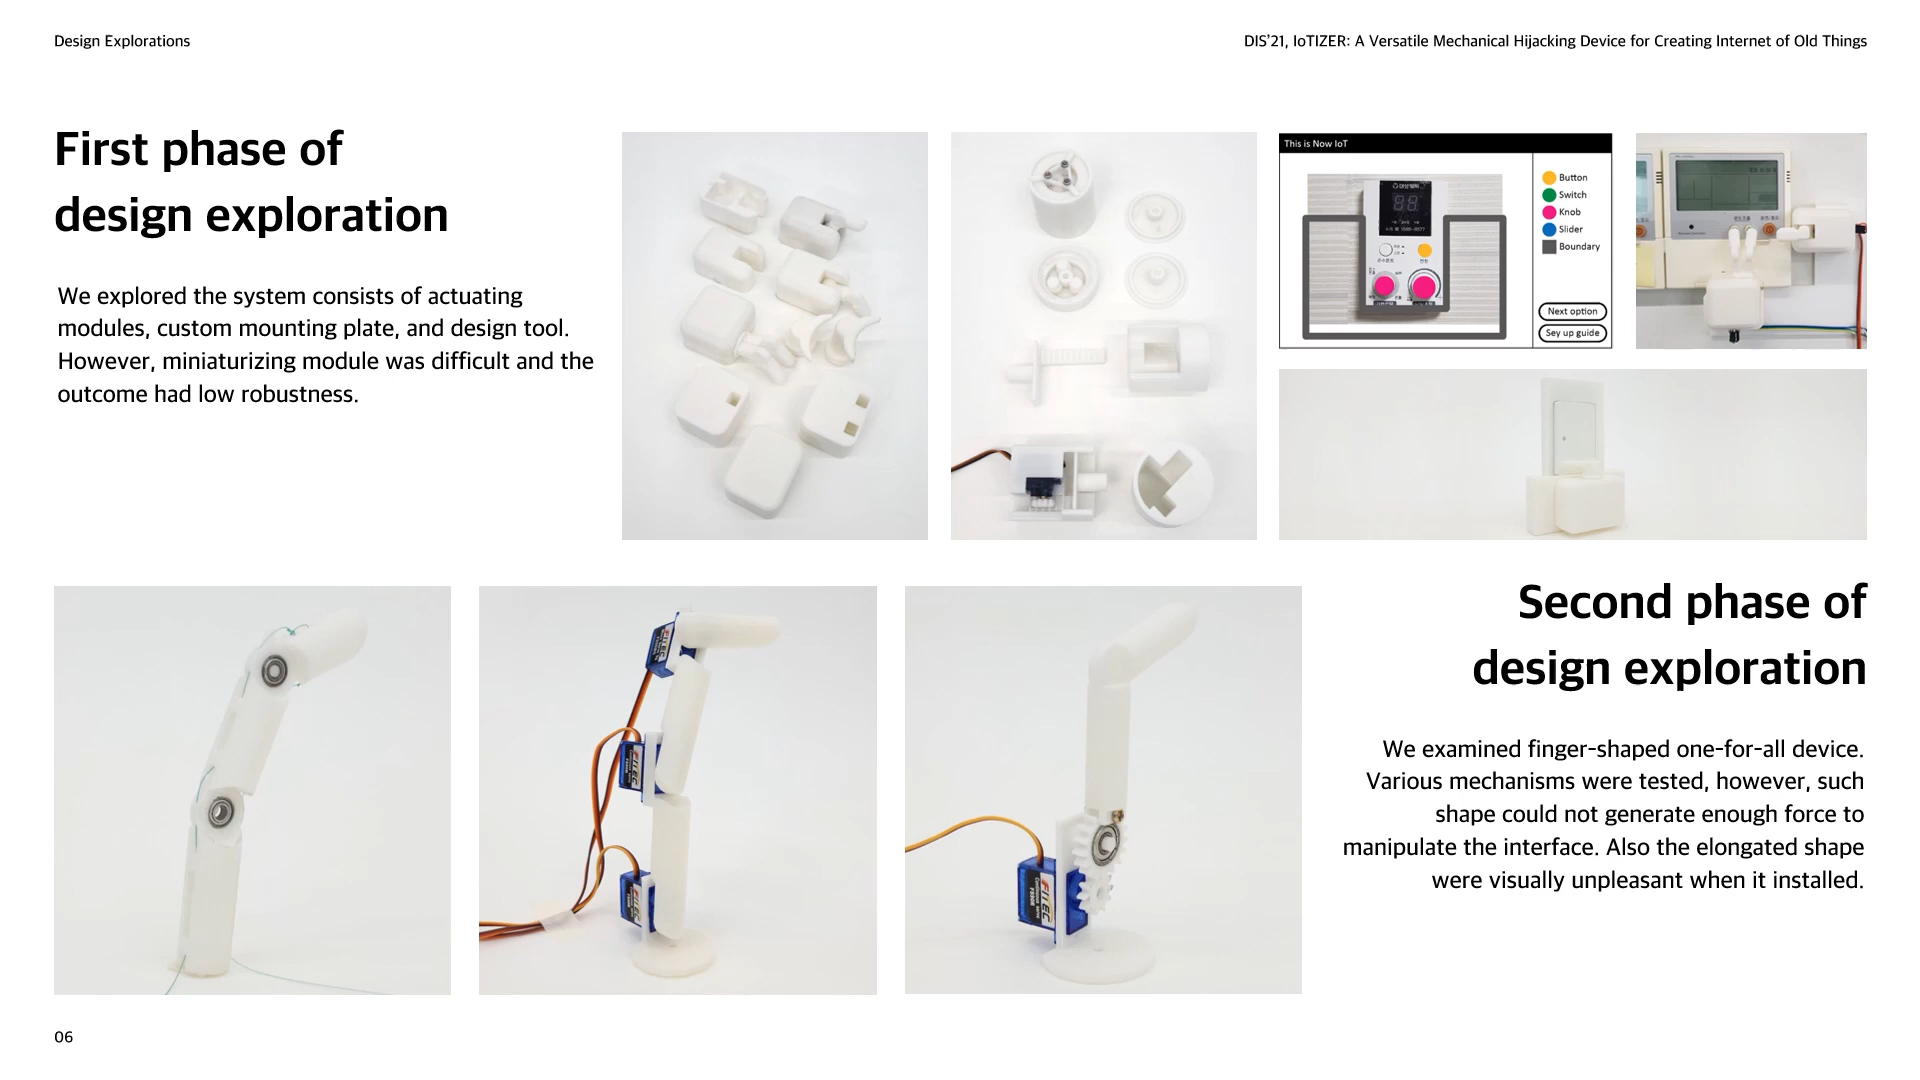 Design Explorations
DIS’21, IoTIZER: A Versatile Mechanical Hijacking Device for Creating Internet of Old Things
First phase of
design exploration
We explored the system consists of actuating
modules, custom mounting plate, and design tool.
However, miniaturizing module was difficult and the
outcome had low robustness.
This is Now IoT
Button
Switch
Knob
Slider
Boundary
Next option
Sey up guide
Second phase of
design exploration
We examined finger-shaped one-for-all device.
Various mechanisms were tested, however, such
shape could not generate enough force to
manipulate the interface. Also the elongated shape
were visually unpleasant when it installed.
FITEC
FITEC
FITEC
FITEC
06